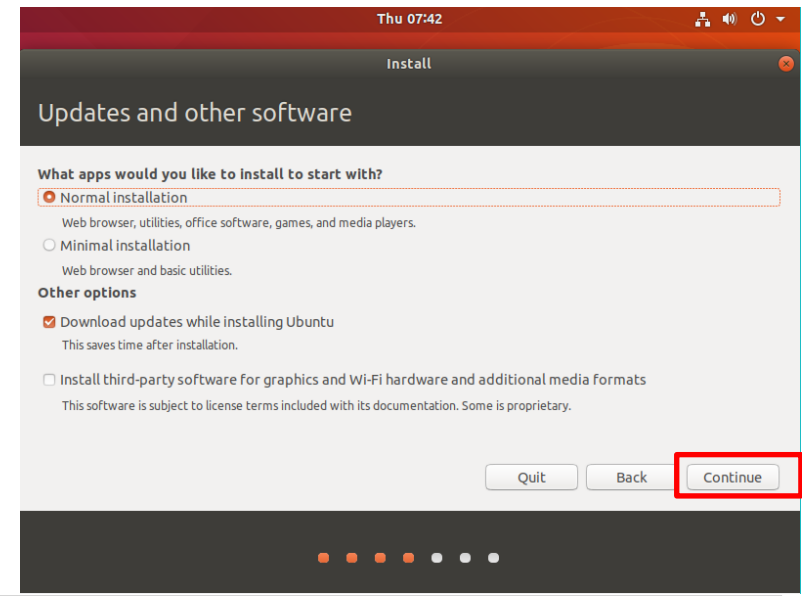 Thu 07:42
Install
Updates and other software
What apps would you like to install to start with?
Normal installation
Web browser, utilities, office software, games, and media players.
Minimal installation
Web browser and basic utilities.
Other options
Download updates while installing Ubuntu
This saves time after installation.
Install third-party software for graphics and Wi-Fi hardware and additional media formats
This software is subject to license terms included with its documentation. Some is proprietary.
Quit Back Continue